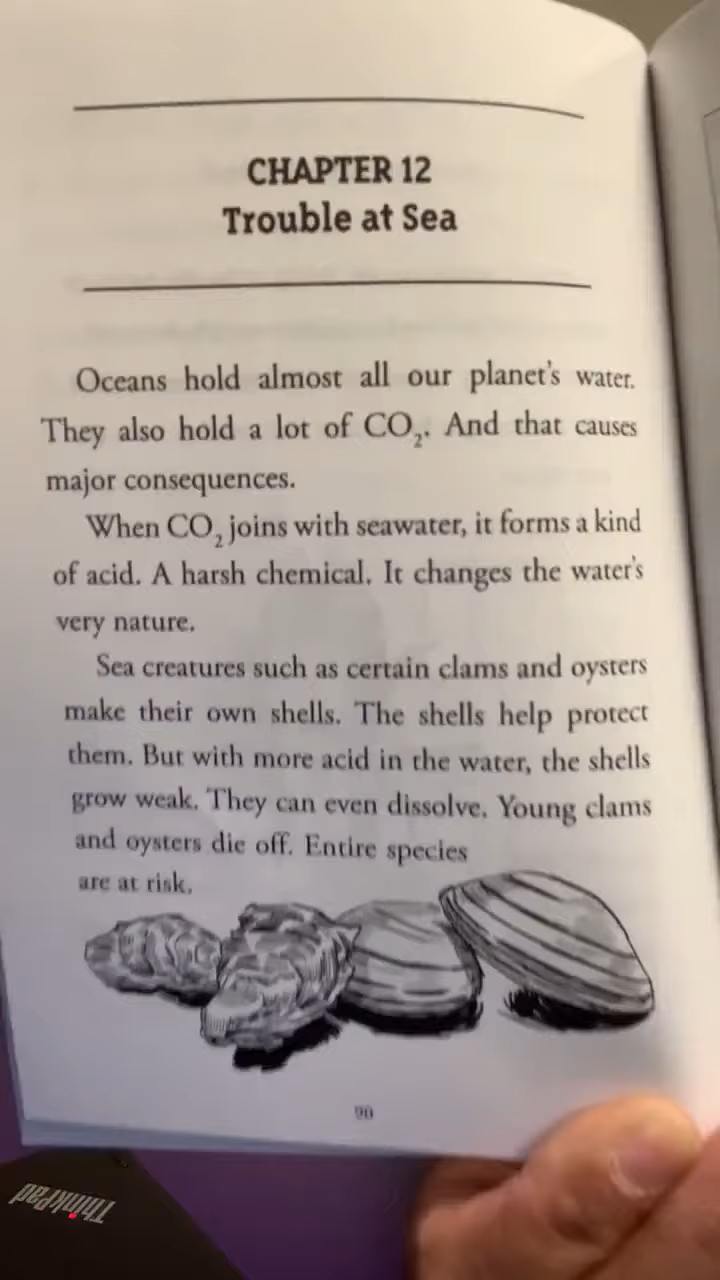 CHAPTER 12
Trouble at Sea
Oceans hold almost all our planet's water.
They also hold a lot of CO₂. And that causes
major consequences.
When CO₂ joins with seawater, it forms a kind
of acid. A harsh chemical. It changes the water's
very nature.
Sea creatures such as certain clams and oysters
make their own shells. The shells help protect
them. But with more acid in the water, the shells
grow weak. They can even dissolve. Young clams
and oysters die off. Entire species
are at risk.
90
ThinkPad